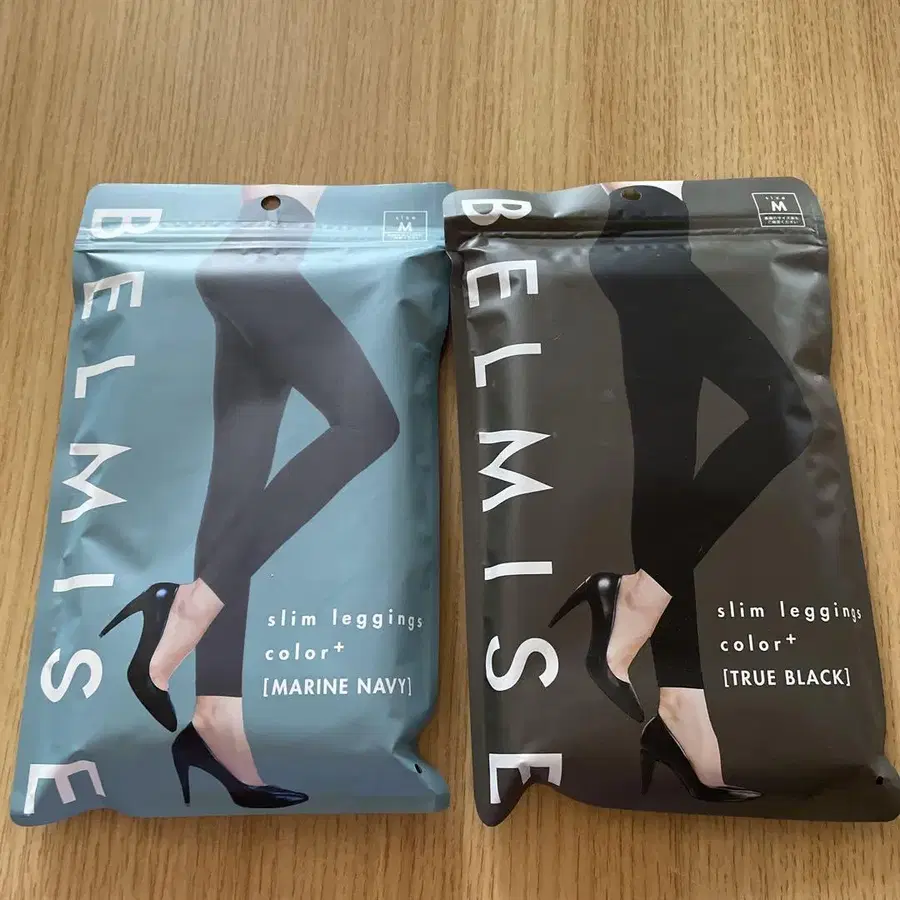 BELMISE
size
M
slim leggings
color+
[MARINE NAVY]
BELMISE
size
M
slim leggings
color+
[TRUE BLACK]